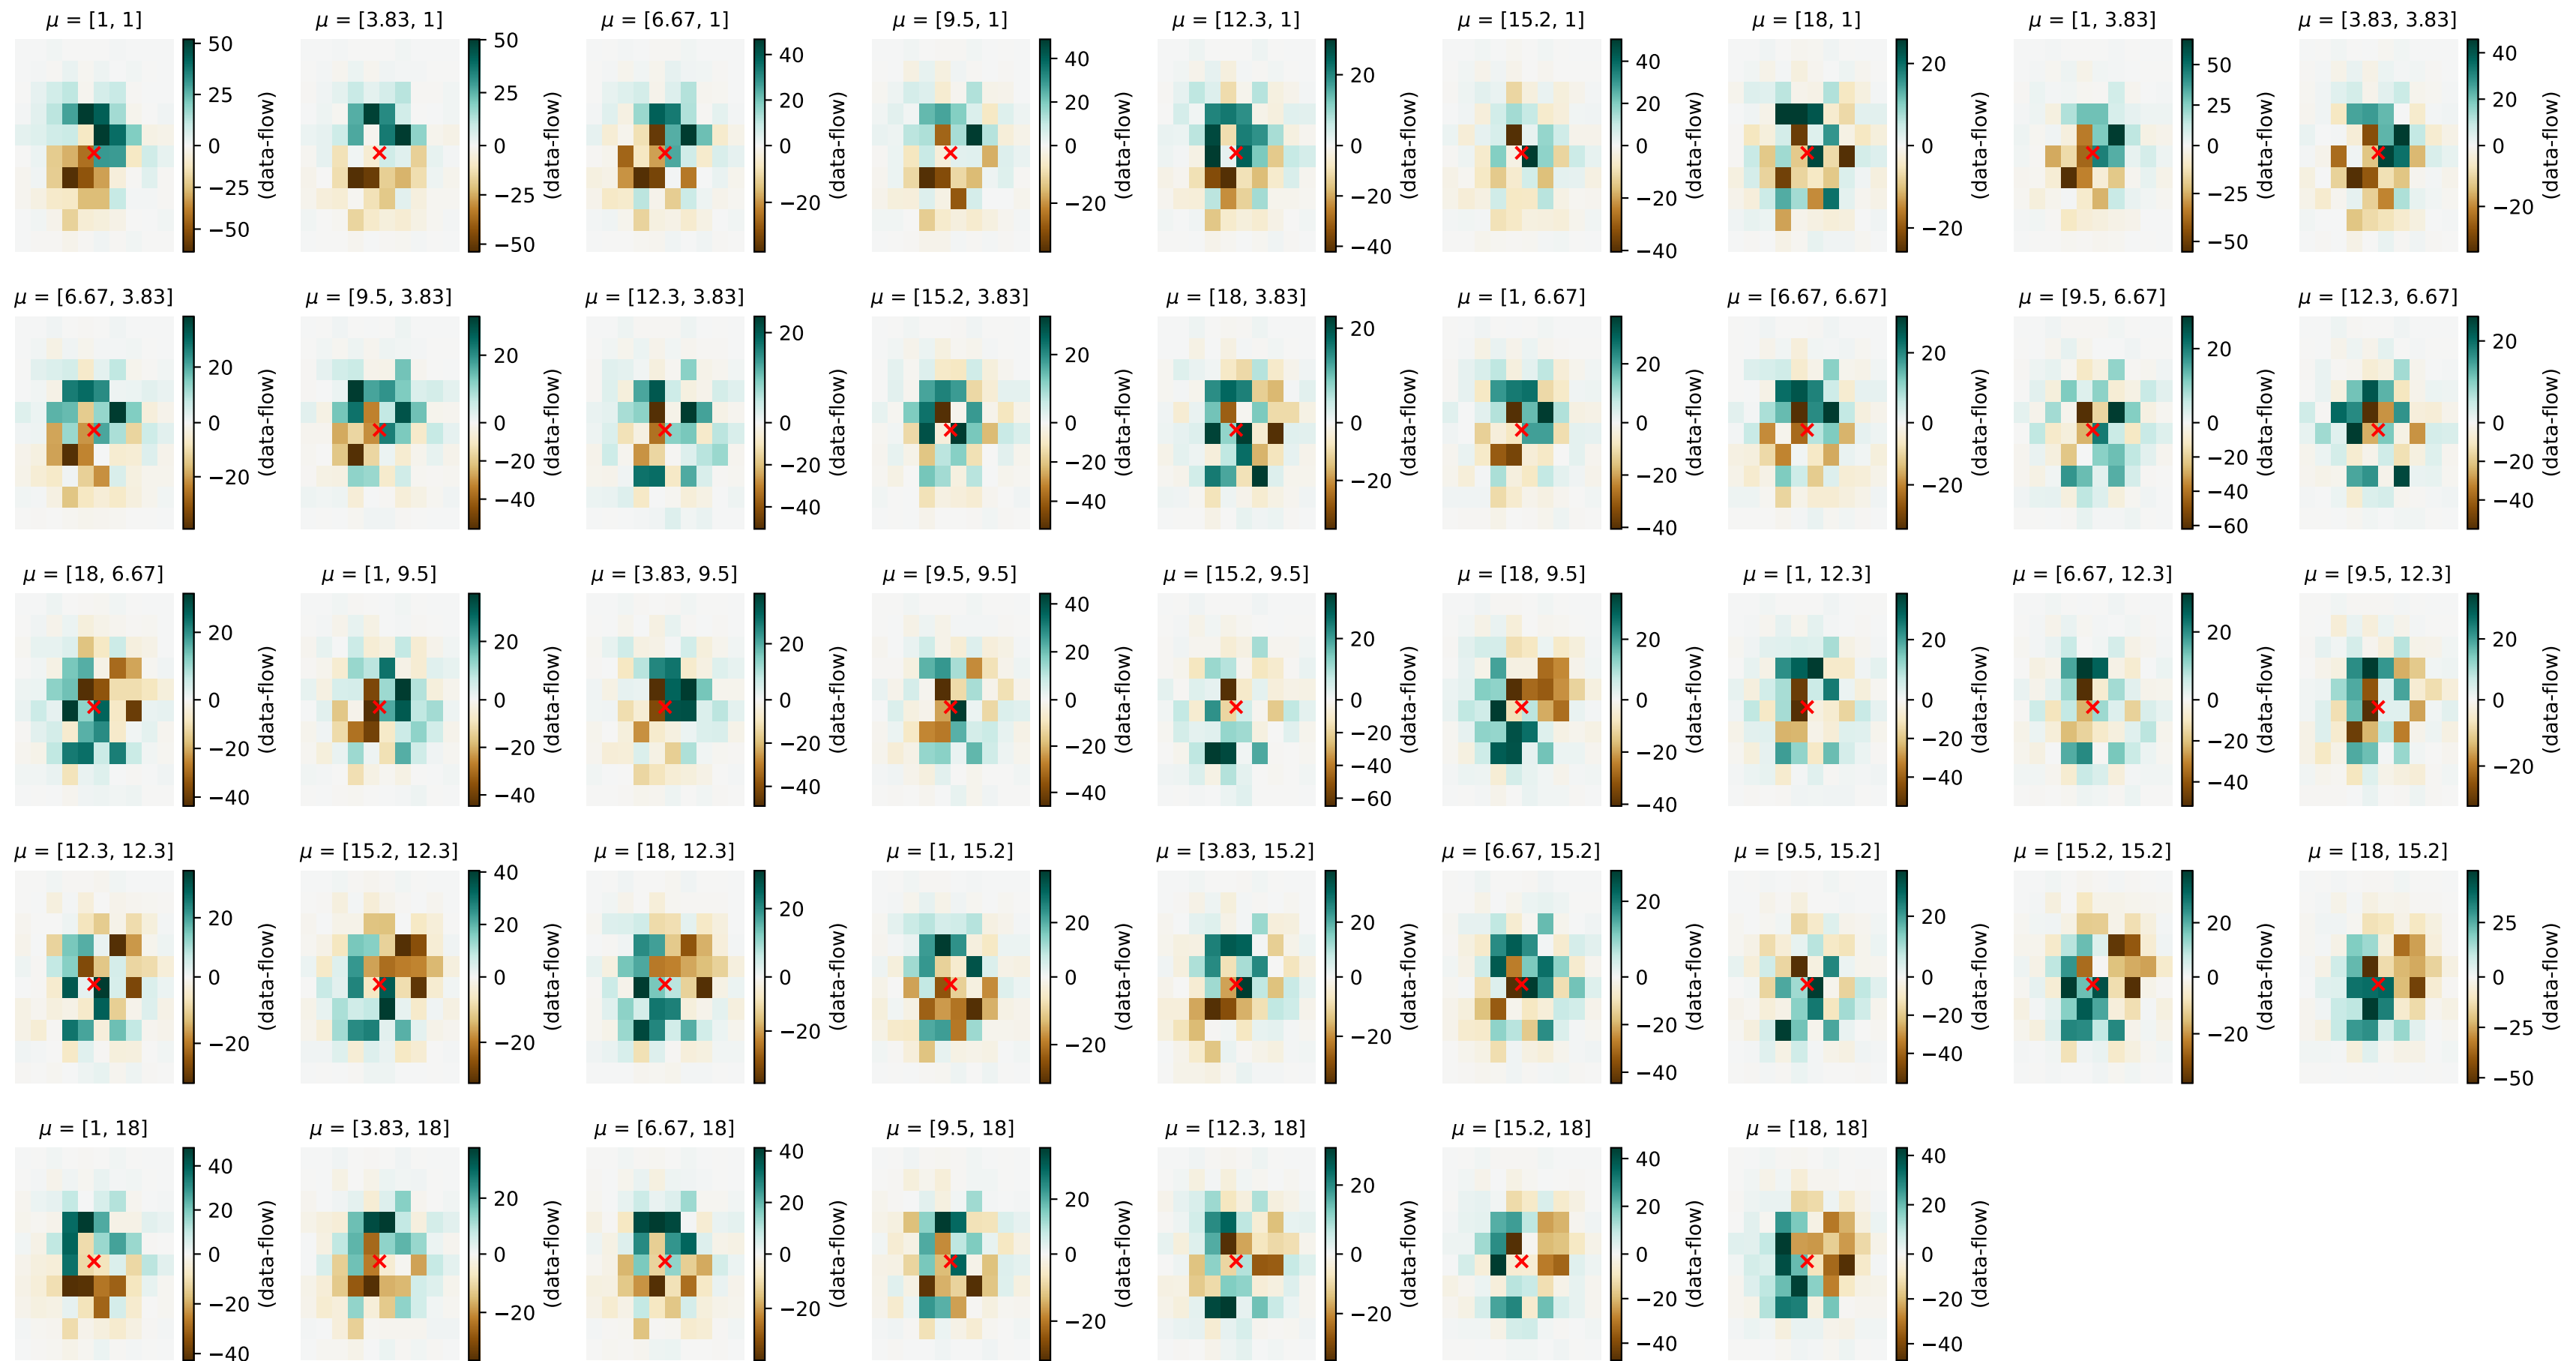 μ = [1, 1]
50
25
0
−25
−50
(data-flow)
μ = [3.83, 1]
50
25
0
−25
−50
(data-flow)
μ = [6.67, 1]
40
20
0
−20
(data-flow)
μ = [9.5, 1]
40
20
0
−20
(data-flow)
μ = [12.3, 1]
20
0
−20
−40
(data-flow)
μ = [15.2, 1]
40
20
0
−20
−40
(data-flow)
μ = [18, 1]
20
0
−20
(data-flow)
μ = [1, 3.83]
50
25
0
−25
−50
(data-flow)
μ = [3.83, 3.83]
40
20
0
−20
(data-flow)
μ = [6.67, 3.83]
20
0
−20
(data-flow)
μ = [9.5, 3.83]
20
0
−20
−40
(data-flow)
μ = [12.3, 3.83]
20
0
−20
−40
(data-flow)
μ = [15.2, 3.83]
20
0
−20
−40
(data-flow)
μ = [18, 3.83]
20
0
−20
(data-flow)
μ = [1, 6.67]
20
0
−20
−40
(data-flow)
μ = [6.67, 6.67]
20
0
−20
(data-flow)
μ = [9.5, 6.67]
20
0
−20
−40
−60
(data-flow)
μ = [12.3, 6.67]
20
0
−20
−40
(data-flow)
μ = [18, 6.67]
20
0
−20
−40
(data-flow)
μ = [1, 9.5]
20
0
−20
−40
(data-flow)
μ = [3.83, 9.5]
20
0
−20
−40
(data-flow)
μ = [9.5, 9.5]
40
20
0
−20
−40
(data-flow)
μ = [15.2, 9.5]
20
0
−20
−40
−60
(data-flow)
μ = [18, 9.5]
20
0
−20
−40
(data-flow)
μ = [1, 12.3]
20
0
−20
−40
(data-flow)
μ = [6.67, 12.3]
20
0
−20
−40
(data-flow)
μ = [9.5, 12.3]
20
0
−20
(data-flow)
μ = [12.3, 12.3]
20
0
−20
(data-flow)
μ = [15.2, 12.3]
40
20
0
−20
(data-flow)
μ = [18, 12.3]
20
0
−20
(data-flow)
μ = [1, 15.2]
20
0
−20
(data-flow)
μ = [3.83, 15.2]
20
0
−20
(data-flow)
μ = [6.67, 15.2]
20
0
−20
−40
(data-flow)
μ = [9.5, 15.2]
20
0
−20
−40
(data-flow)
μ = [15.2, 15.2]
20
0
−20
(data-flow)
μ = [18, 15.2]
25
0
−25
−50
(data-flow)
μ = [1, 18]
40
20
0
−20
−40
(data-flow)
μ = [3.83, 18]
20
0
−20
(data-flow)
μ = [6.67, 18]
40
20
0
−20
(data-flow)
μ = [9.5, 18]
20
0
−20
(data-flow)
μ = [12.3, 18]
20
0
−20
(data-flow)
μ = [15.2, 18]
40
20
0
−20
−40
(data-flow)
μ = [18, 18]
40
20
0
−20
−40
(data-flow)